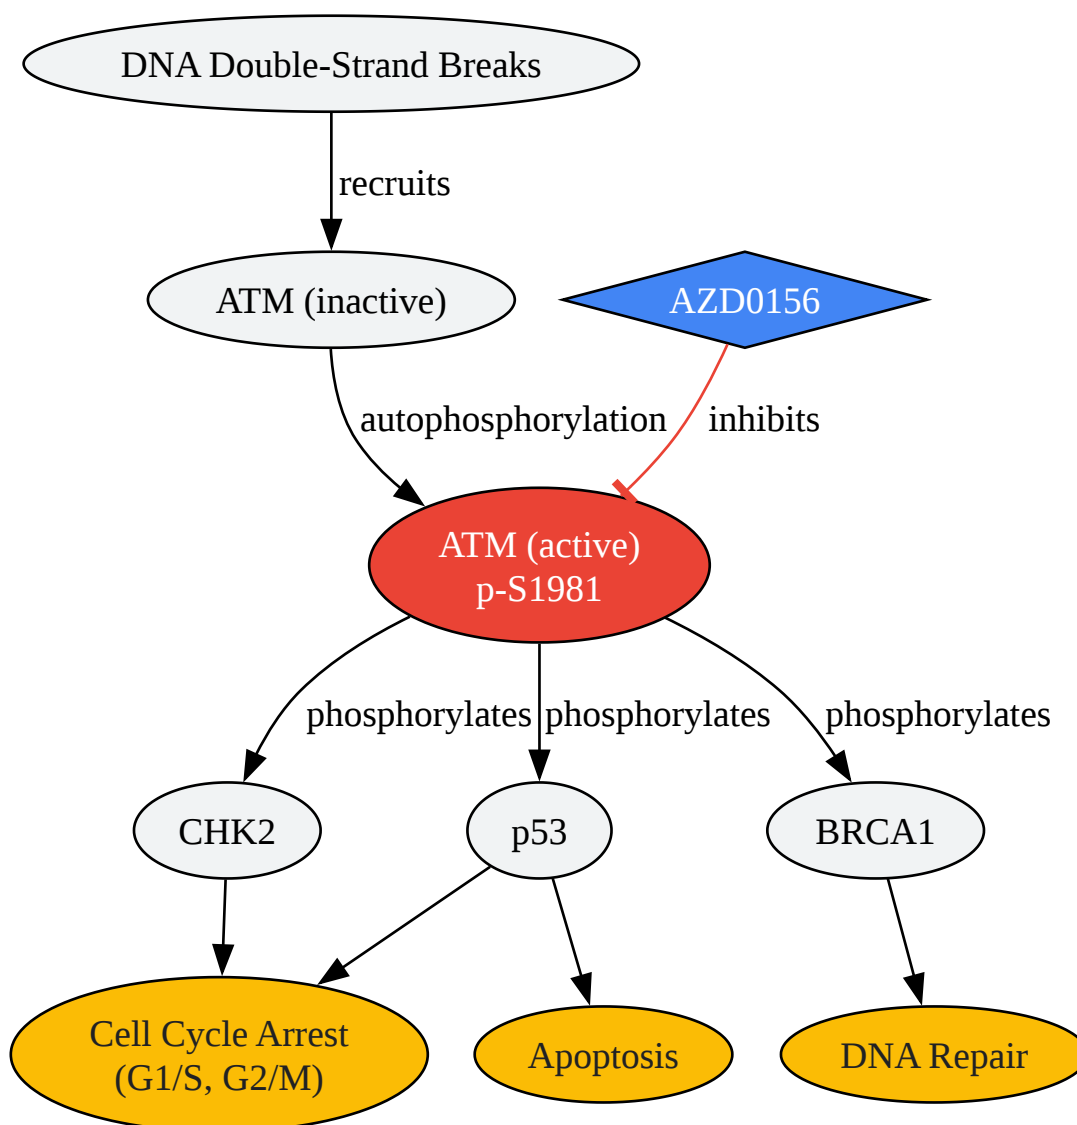 DNA Double-Strand Breaks
recruits
ATM (inactive)
AZD0156
autophosphorylation
inhibits
ATM (active)
p-S1981
phosphorylates
phosphorylates
phosphorylates
CHK2
p53
BRCA1
Cell Cycle Arrest
(G1/S, G2/M)
Apoptosis
DNA Repair